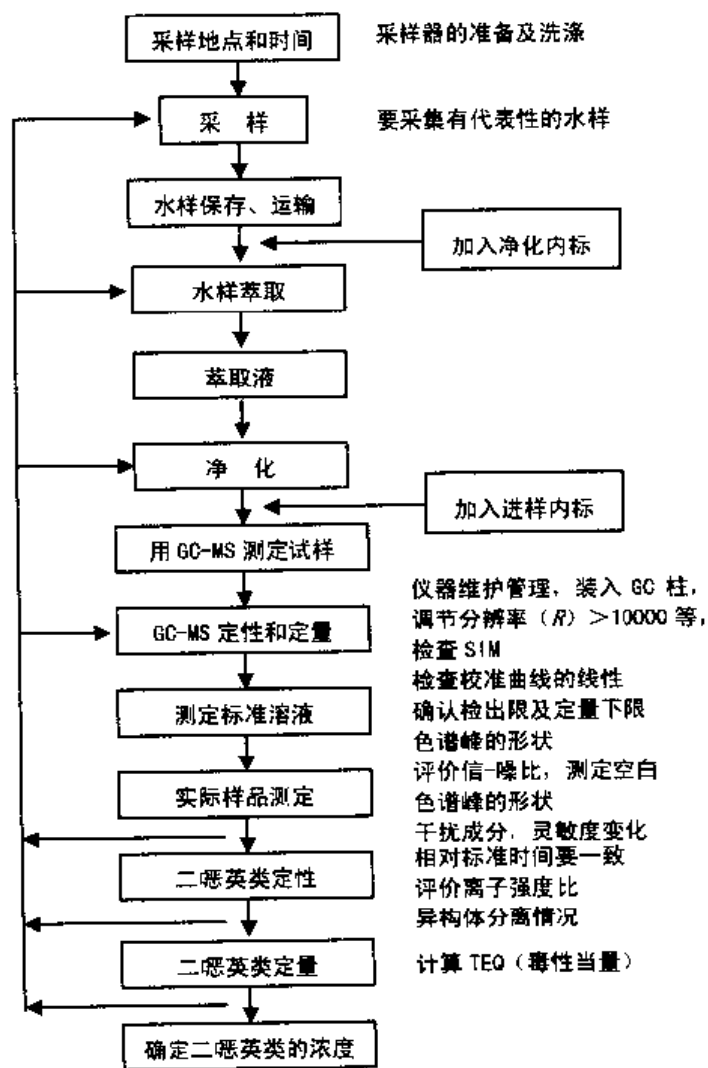 采样地点和时间
采样器的准备及洗涤
采 样
要采集有代表性的水样
水样保存、运输
加入净化内标
水样萃取
萃取液
净 化
加入进样内标
用 GC-MS 测定试样
仪器维护管理，装入 GC 柱，
调节分辨率（R）＞10000 等，
GC-MS 定性和定量
检查 SIM
检查校准曲线的线性
测定标准溶液
确认检出限及定量下限
色谱峰的形状
评价信-噪比，测定空白
实际样品测定
色谱峰的形状
干扰成分，灵敏度变化
相对标准时间要一致
二噁英类定性
评价离子强度比
异构体分离情况
二噁英类定量
计算 TEQ（毒性当量）
确定二噁英类的浓度